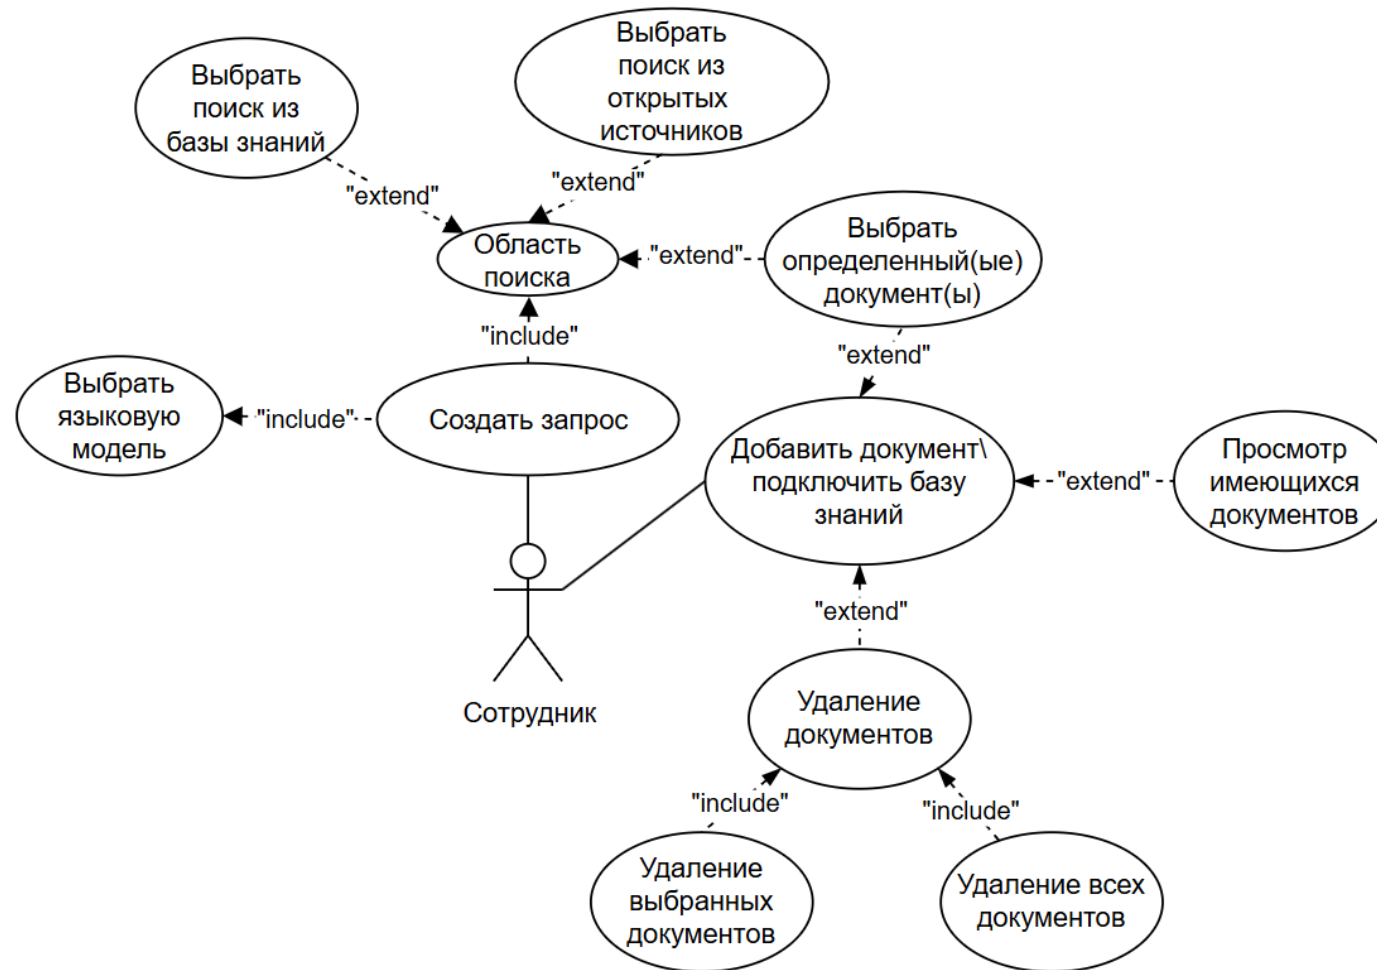 Выбрать
поиск из
базы знаний
Выбрать
поиск из
открытых
источников
"extend"
"extend"
Область
поиска
"extend"
Выбрать
определенный(ые)
документ(ы)
"include"
"extend"
Выбрать
языковую
модель
"include"
Создать запрос
Добавить документ\
подключить базу
знаний
"extend"
Просмотр
имеющихся
документов
"extend"
Сотрудник
Удаление
документов
"include"
"include"
Удаление
выбранных
документов
Удаление всех
документов